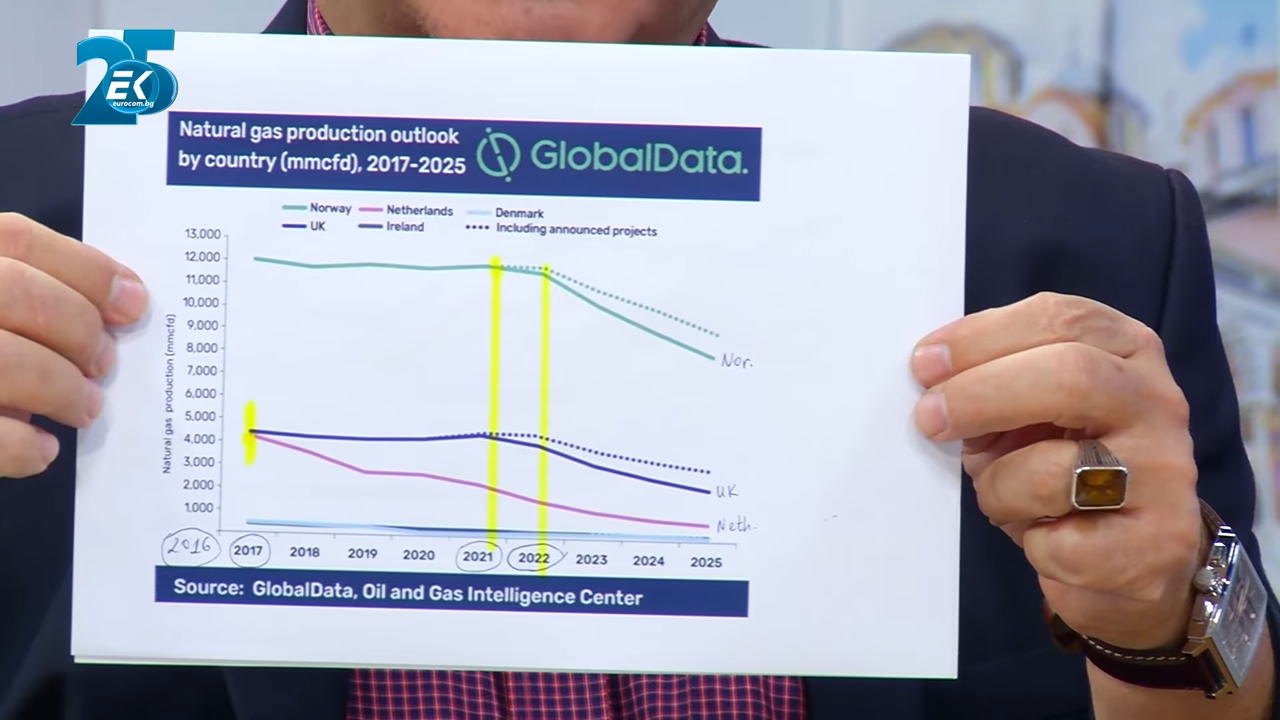 25
EK
eurocom.bg
Natural gas production outlook
by country (mmcfd), 2017-2025
GlobalData.
Norway Netherlands Denmark
UK Ireland Including announced projects
Natural gas production (mmcfd)
13,000
12,000
11,000
10,000
9,000
8,000
7,000
6,000
5,000
4,000
3,000
2,000
1,000
Nor.
UK
Neth.
2016 2017 2018 2019 2020 2021 2022 2023 2024 2025
Source: GlobalData, Oil and Gas Intelligence Center